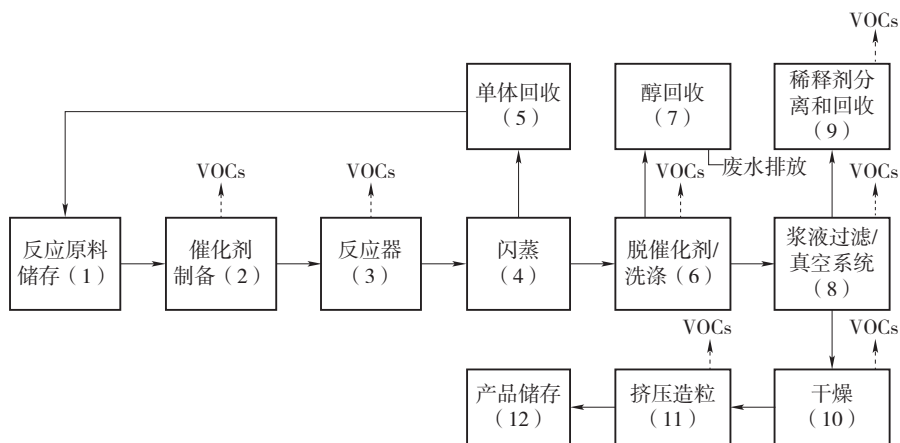 VOCs
单体回收
（5）
醇回收
（7）
稀释剂分
离和回收
（9）
废水排放
VOCs
VOCs
VOCs
VOCs
反应原料
储存（1）
催化剂
制备（2）
反应器
（3）
闪蒸
（4）
脱催化剂/
洗涤（6）
浆液过滤/
真空系统
（8）
VOCs
VOCs
产品储存
（12）
挤压造粒
（11）
干燥
（10）